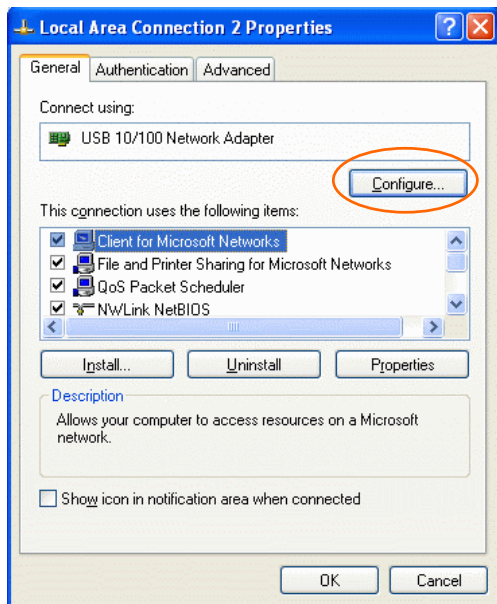 Local Area Connection 2 Properties
General Authentication Advanced
Connect using:
USB 10/100 Network Adapter
Configure...
This connection uses the following items:
Client for Microsoft Networks
File and Printer Sharing for Microsoft Networks
QoS Packet Scheduler
NWLink NetBIOS
Install... Uninstall Properties
Description
Allows your computer to access resources on a Microsoft
network.
Show icon in notification area when connected
OK Cancel